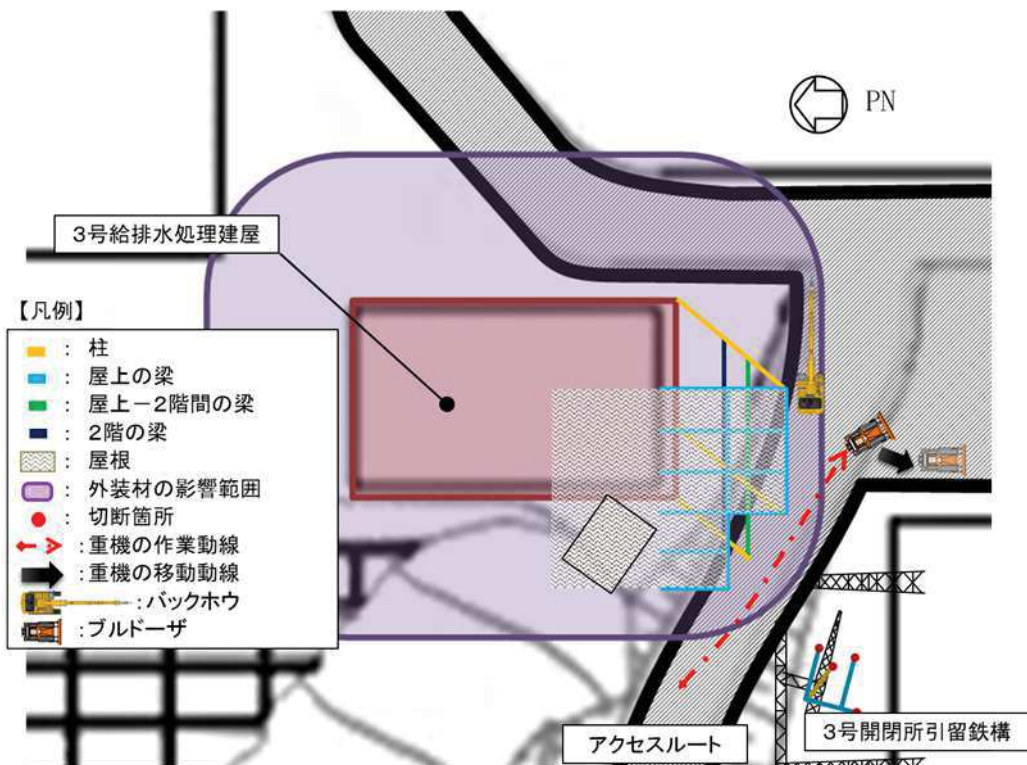 PN
3号給排水処理建屋
【凡例】
: 柱
: 屋上の梁
: 屋上－2階間の梁
: 2階の梁
: 屋根
: 外装材の影響範囲
: 切断箇所
: 重機の作業動線
: 重機の移動動線
: バックホウ
: ブルドーザ
アクセスルート
3号開閉所引留鉄構